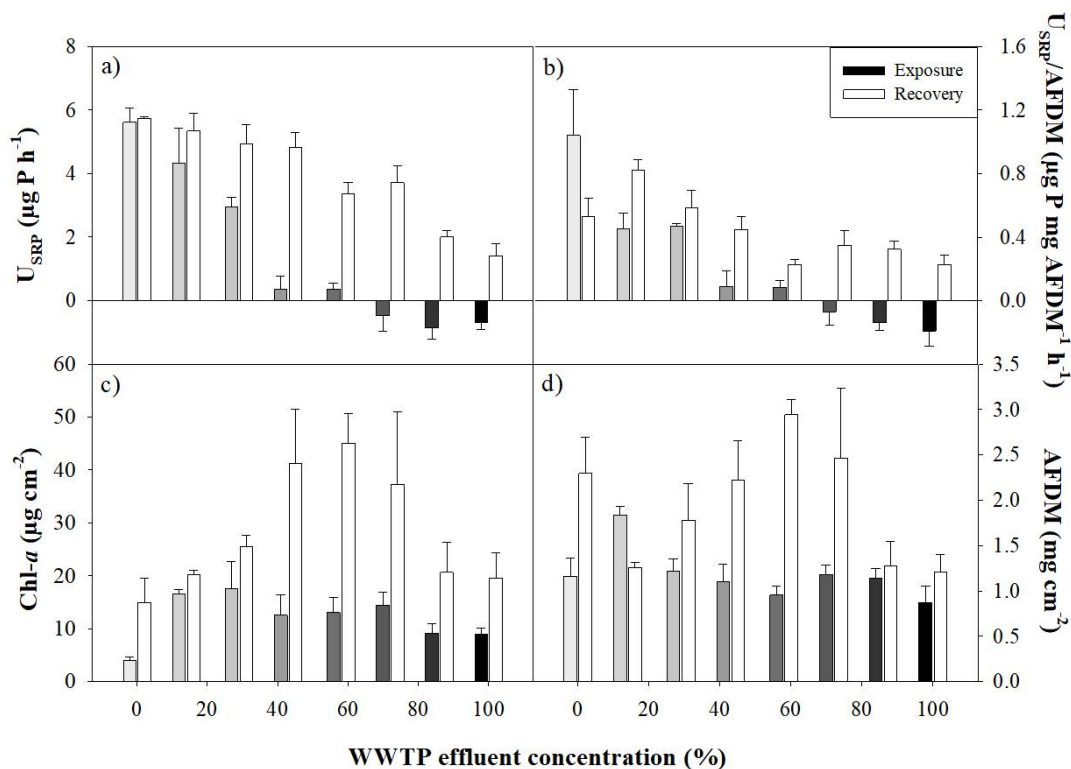 a)
b)
Exposure
Recovery
8
6
4
2
0
U_SRP (µg P h⁻¹)
1.6
1.2
0.8
0.4
0.0
U_SRP/AFDM (µg P mg AFDM⁻¹ h⁻¹)
c)
d)
60
50
40
30
20
10
0
Chl-a (µg cm⁻²)
3.5
3.0
2.5
2.0
1.5
1.0
0.5
0.0
AFDM (mg cm⁻²)
0 20 40 60 80 100
0 20 40 60 80 100
WWTP effluent concentration (%)